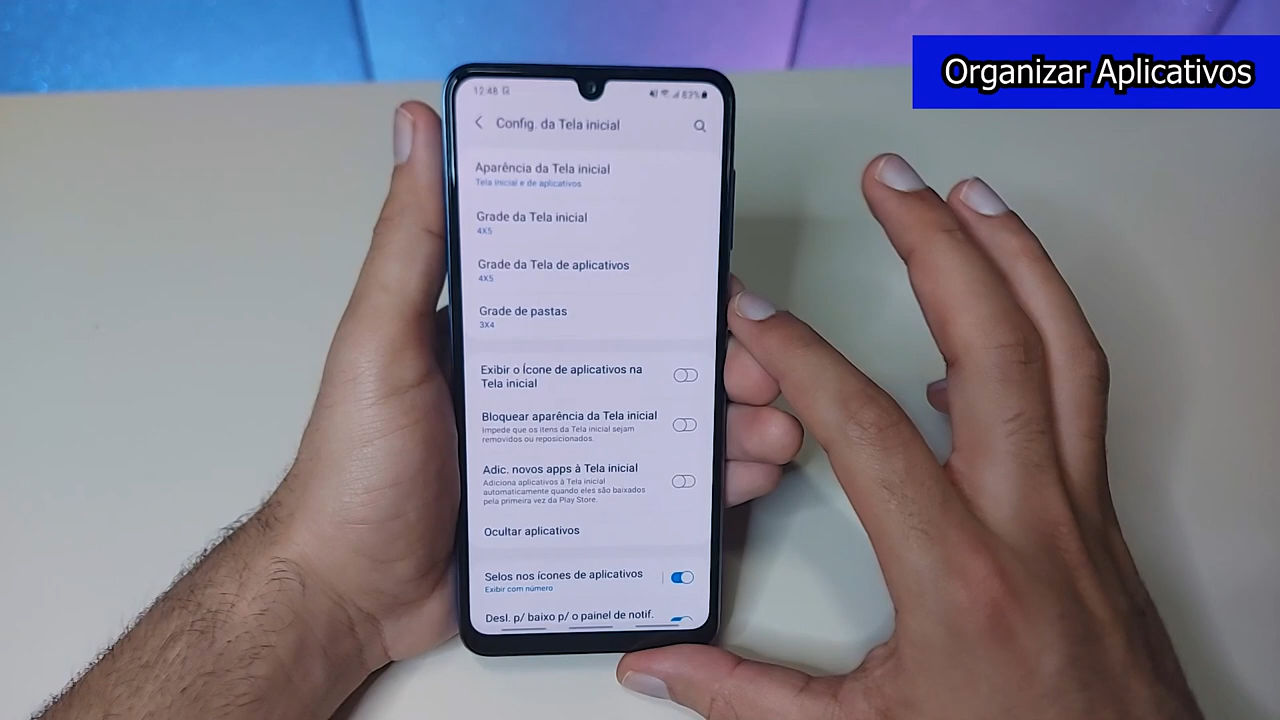 Organizar Aplicativos
12:48
83%
Config. da Tela inicial
Aparência da Tela inicial
Tela inicial e de aplicativos
Grade da Tela inicial
4X5
Grade da Tela de aplicativos
4X5
Grade de pastas
3X4
Exibir o Ícone de aplicativos na
Tela inicial
Bloquear aparência da Tela inicial
Impede que os itens da Tela inicial sejam
removidos ou reposicionados.
Adic. novos apps à Tela inicial
Adiciona aplicativos à Tela inicial
automaticamente quando eles são baixados
pela primeira vez da Play Store.
Ocultar aplicativos
Selos nos ícones de aplicativos
Exibir com número
Desl. p/ baixo p/ o painel de notif.